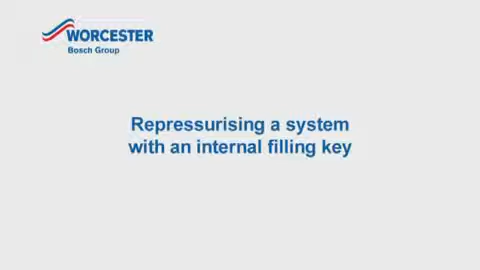 WORCESTER
Bosch Group
Repressurising a system
with an internal filling key